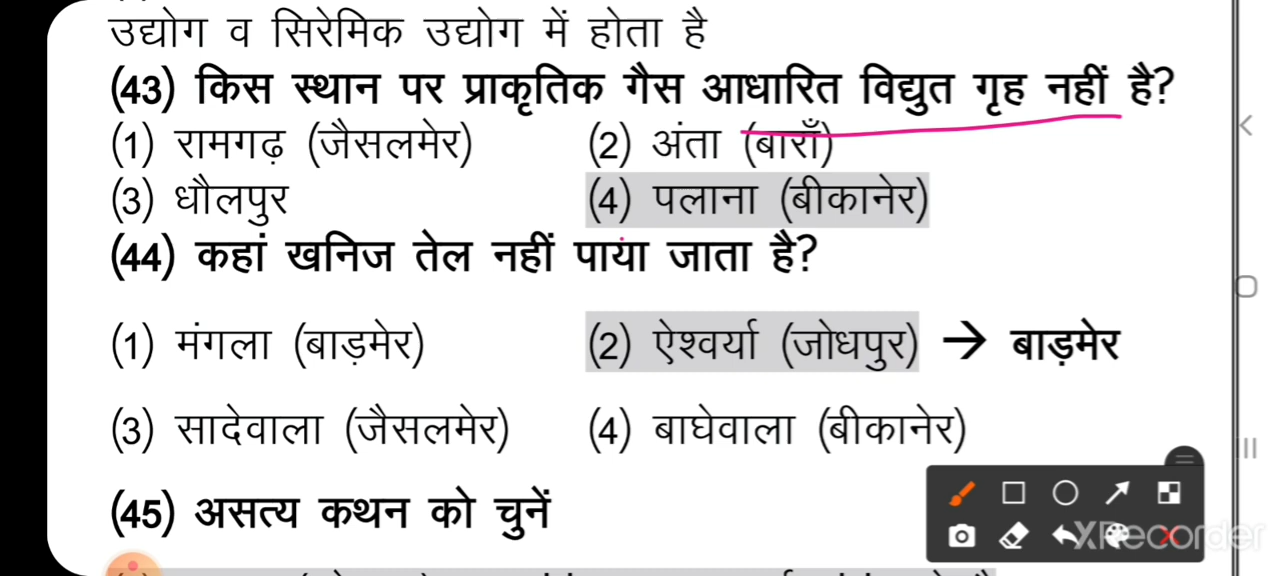 उद्योग व सिरेमिक उद्योग में होता है
(43) किस स्थान पर प्राकृतिक गैस आधारित विद्युत गृह नहीं है?
(1) रामगढ़ (जैसलमेर) (2) अंता (बाराँ)
(3) धौलपुर (4) पलाना (बीकानेर)
(44) कहां खनिज तेल नहीं पाया जाता है?
(1) मंगला (बाड़मेर) (2) ऐश्वर्या (जोधपुर) → बाड़मेर
(3) सादेवाला (जैसलमेर) (4) बाघेवाला (बीकानेर)
(45) असत्य कथन को चुनें
XRecorder